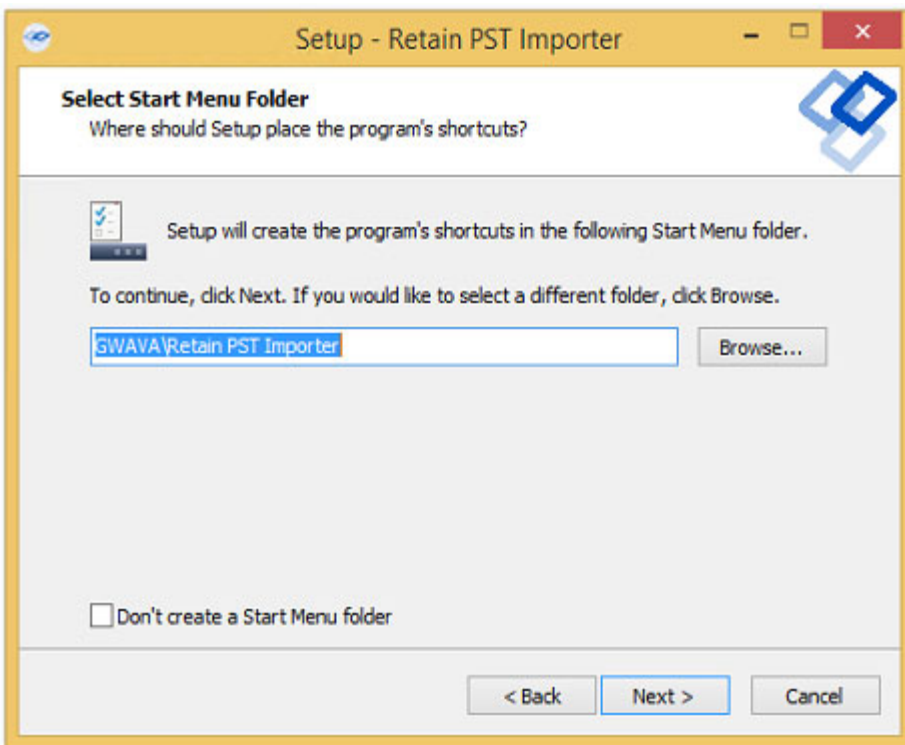 Setup - Retain PST Importer
Select Start Menu Folder
Where should Setup place the program's shortcuts?
Setup will create the program's shortcuts in the following Start Menu folder.
To continue, click Next. If you would like to select a different folder, click Browse.
GWAVA\Retain PST Importer
Browse...
Don't create a Start Menu folder
< Back
Next >
Cancel